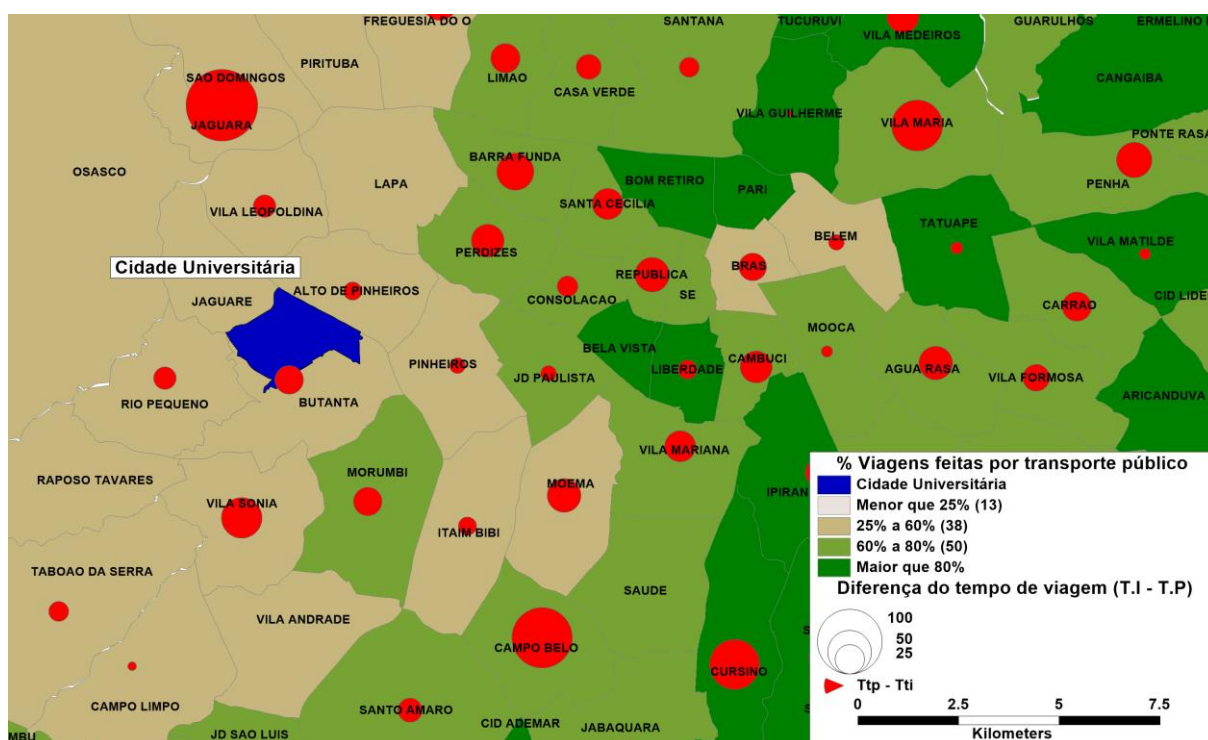 FREGUESIA DO O
SANTANA
TUCURUVI
GUARULHOS
ERMELINO
VILA MEDEIROS
PIRITUBA
SAO DOMINGOS
LIMAO
CASA VERDE
CANGAIBA
JAGUARA
VILA GUILHERME
VILA MARIA
PONTE RASA
BARRA FUNDA
OSASCO
LAPA
BOM RETIRO
PARI
PENHA
VILA LEOPOLDINA
SANTA CECILIA
TATUAPE
BELEM
VILA MATILDE
PERDIZES
Cidade Universitária
REPUBLICA
BRAS
ALTO DE PINHEIROS
JAGUARE
CONSOLACAO
SE
CARRAO
CID LIDE
MOOCA
BELA VISTA
PINHEIROS
JD PAULISTA
LIBERDADE
CAMBUCI
AGUA RASA
VILA FORMOSA
RIO PEQUENO
BUTANTA
ARICANDUVA
VILA MARIANA
RAPOSO TAVARES
MORUMBI
MOEMA
IPIRAN
VILA SONIA
ITAIM BIBI
TABOAO DA SERRA
SAUDE
VILA ANDRADE
CAMPO BELO
CURSINO
CAMPO LIMPO
SANTO AMARO
CID ADEMAR
JABAQUARA
MBU
JD SAO LUIS
% Viagens feitas por transporte público
Cidade Universitária
Menor que 25% (13)
25% a 60% (38)
60% a 80% (50)
Maior que 80%
Diferença do tempo de viagem (T.I - T.P)
100
50
25
Ttp - Tti
0 2.5 5 7.5
Kilometers